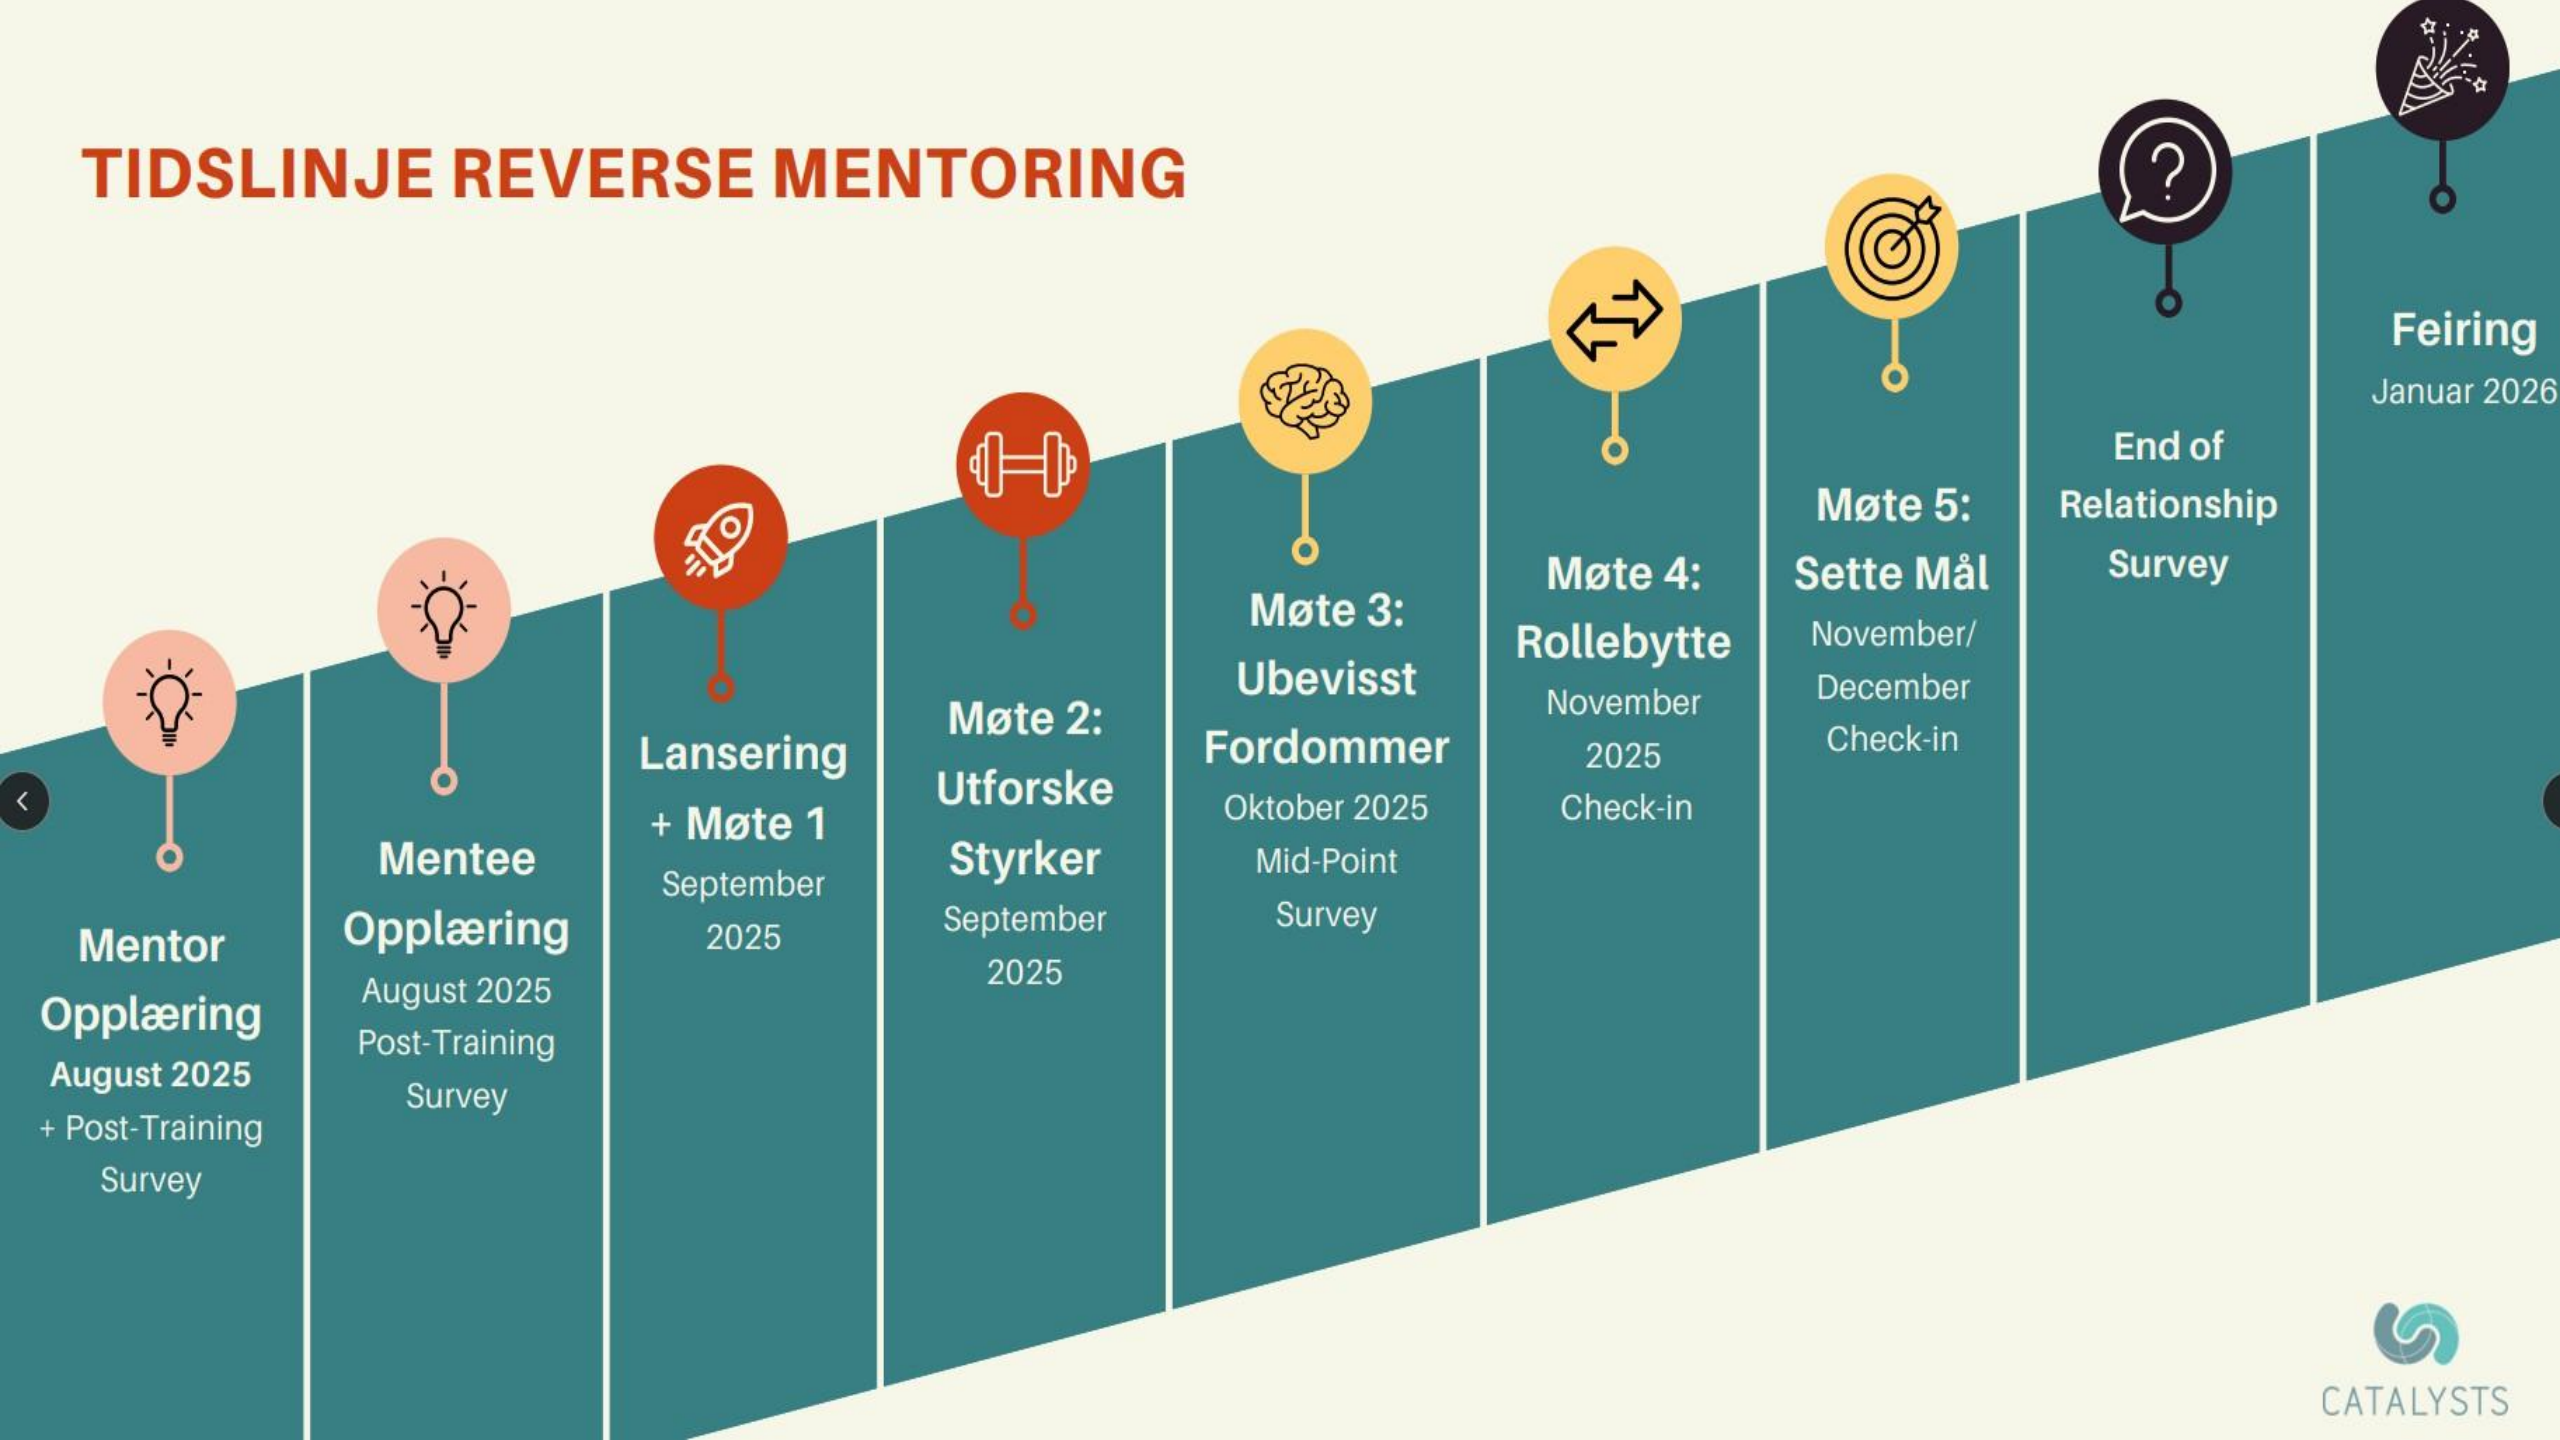 TIDSLINJE REVERSE MENTORING
Mentor
Opplæring
August 2025
+ Post-Training
Survey
Mentee
Opplæring
August 2025
Post-Training
Survey
Lansering
+ Møte 1
September
2025
Møte 2:
Utforske
Styrker
September
2025
Møte 3:
Ubevisst
Fordommer
Oktober 2025
Mid-Point
Survey
Møte 4:
Rollebytte
November
2025
Check-in
Møte 5:
Sette Mål
November/
December
Check-in
End of
Relationship
Survey
Feiring
Januar 2026
CATALYSTS